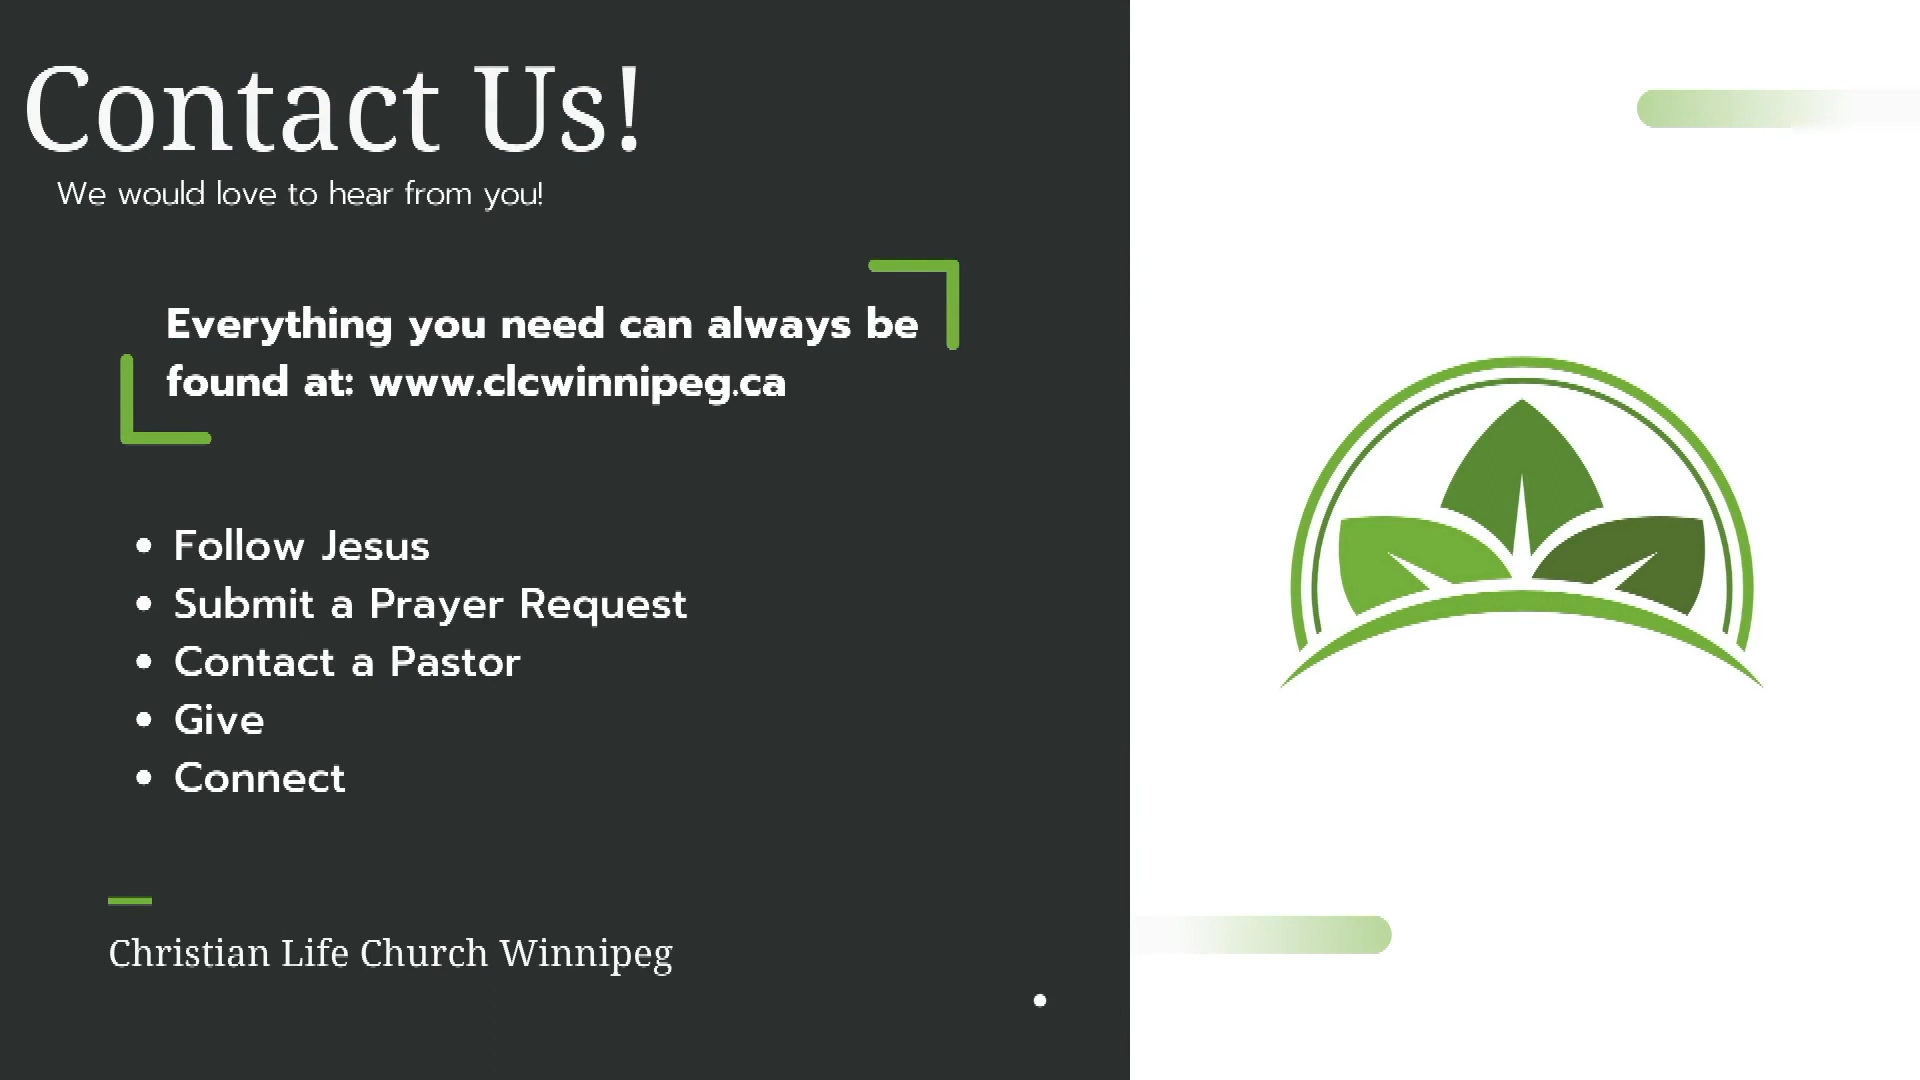 Contact Us!
We would love to hear from you!
Everything you need can always be
found at: www.clcwinnipeg.ca
• Follow Jesus
• Submit a Prayer Request
• Contact a Pastor
• Give
• Connect
Christian Life Church Winnipeg